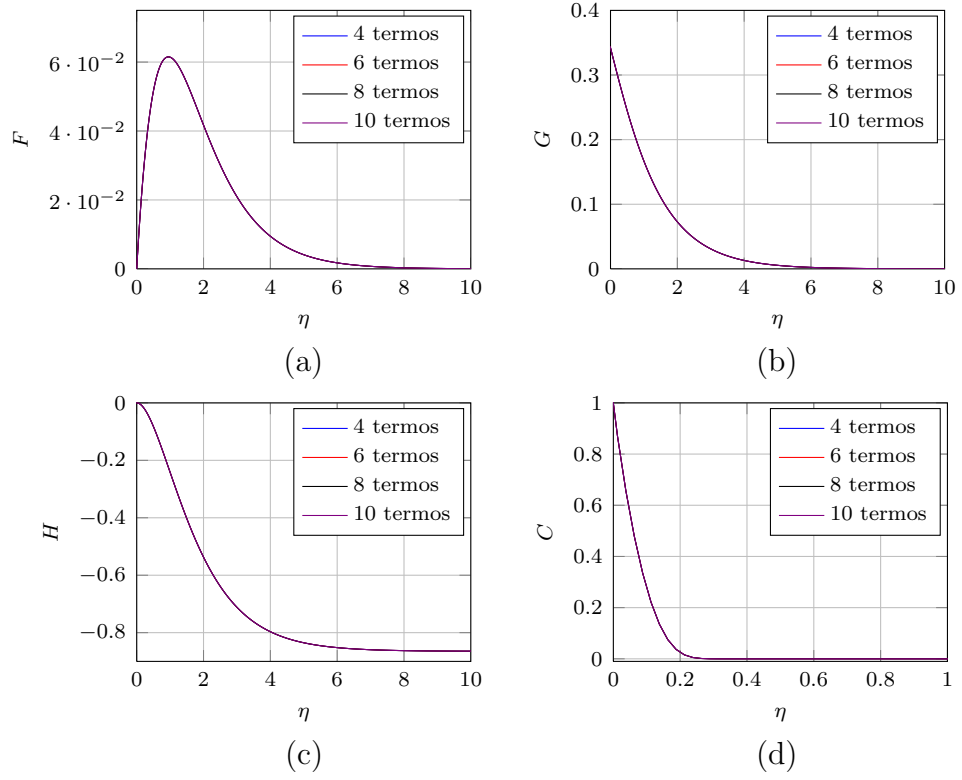 4 termos
6 termos
8 termos
10 termos
6 · 10⁻²
4 · 10⁻²
2 · 10⁻²
0
F
0 2 4 6 8 10
η
(a)
4 termos
6 termos
8 termos
10 termos
0.4
0.3
0.2
0.1
0
G
0 2 4 6 8 10
η
(b)
4 termos
6 termos
8 termos
10 termos
0
−0.2
−0.4
−0.6
−0.8
H
0 2 4 6 8 10
η
(c)
4 termos
6 termos
8 termos
10 termos
1
0.8
0.6
0.4
0.2
0
C
0 0.2 0.4 0.6 0.8 1
η
(d)